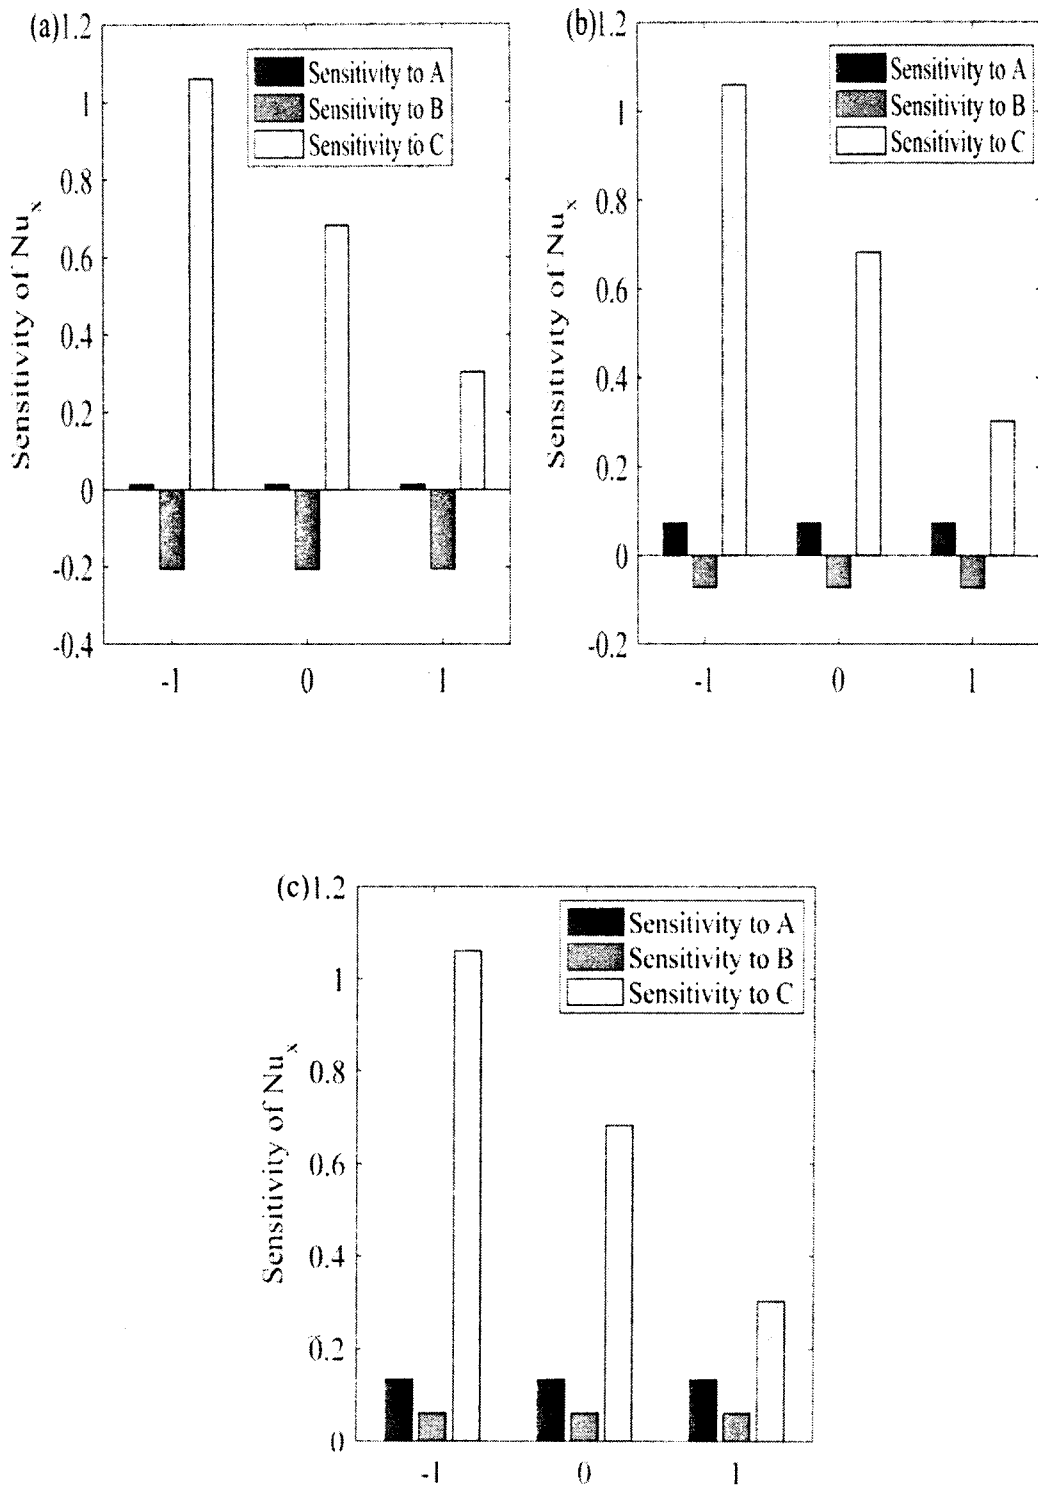 (a)
1.2
1
0.8
0.6
0.4
0.2
0
-0.2
-0.4
Sensitivity of Nu_x
Sensitivity to A
Sensitivity to B
Sensitivity to C
-1 0 1
(b)
1.2
1
0.8
0.6
0.4
0.2
0
-0.2
Sensitivity of Nu_x
Sensitivity to A
Sensitivity to B
Sensitivity to C
-1 0 1
(c)
1.2
1
0.8
0.6
0.4
0.2
0
Sensitivity of Nu_x
Sensitivity to A
Sensitivity to B
Sensitivity to C
-1 0 1